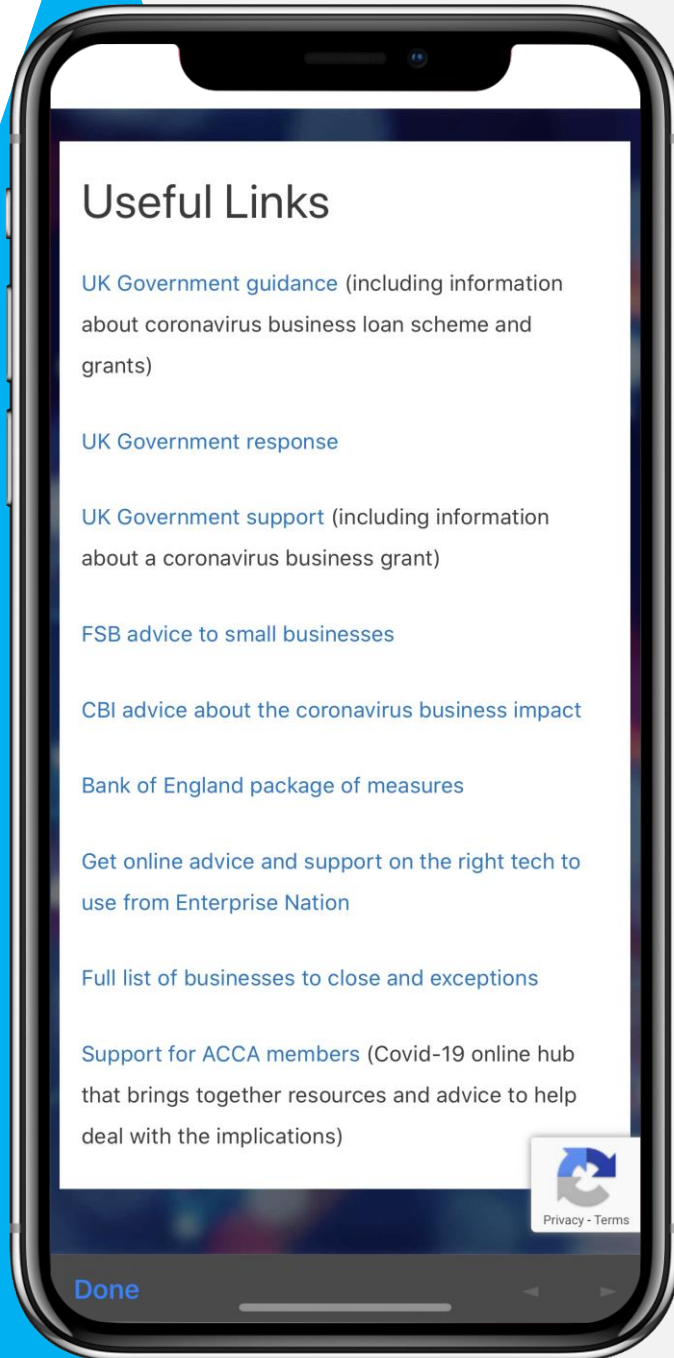 Useful Links
UK Government guidance (including information
about coronavirus business loan scheme and
grants)
UK Government response
UK Government support (including information
about a coronavirus business grant)
FSB advice to small businesses
CBI advice about the coronavirus business impact
Bank of England package of measures
Get online advice and support on the right tech to
use from Enterprise Nation
Full list of businesses to close and exceptions
Support for ACCA members (Covid-19 online hub
that brings together resources and advice to help
deal with the implications)
Privacy - Terms
Done